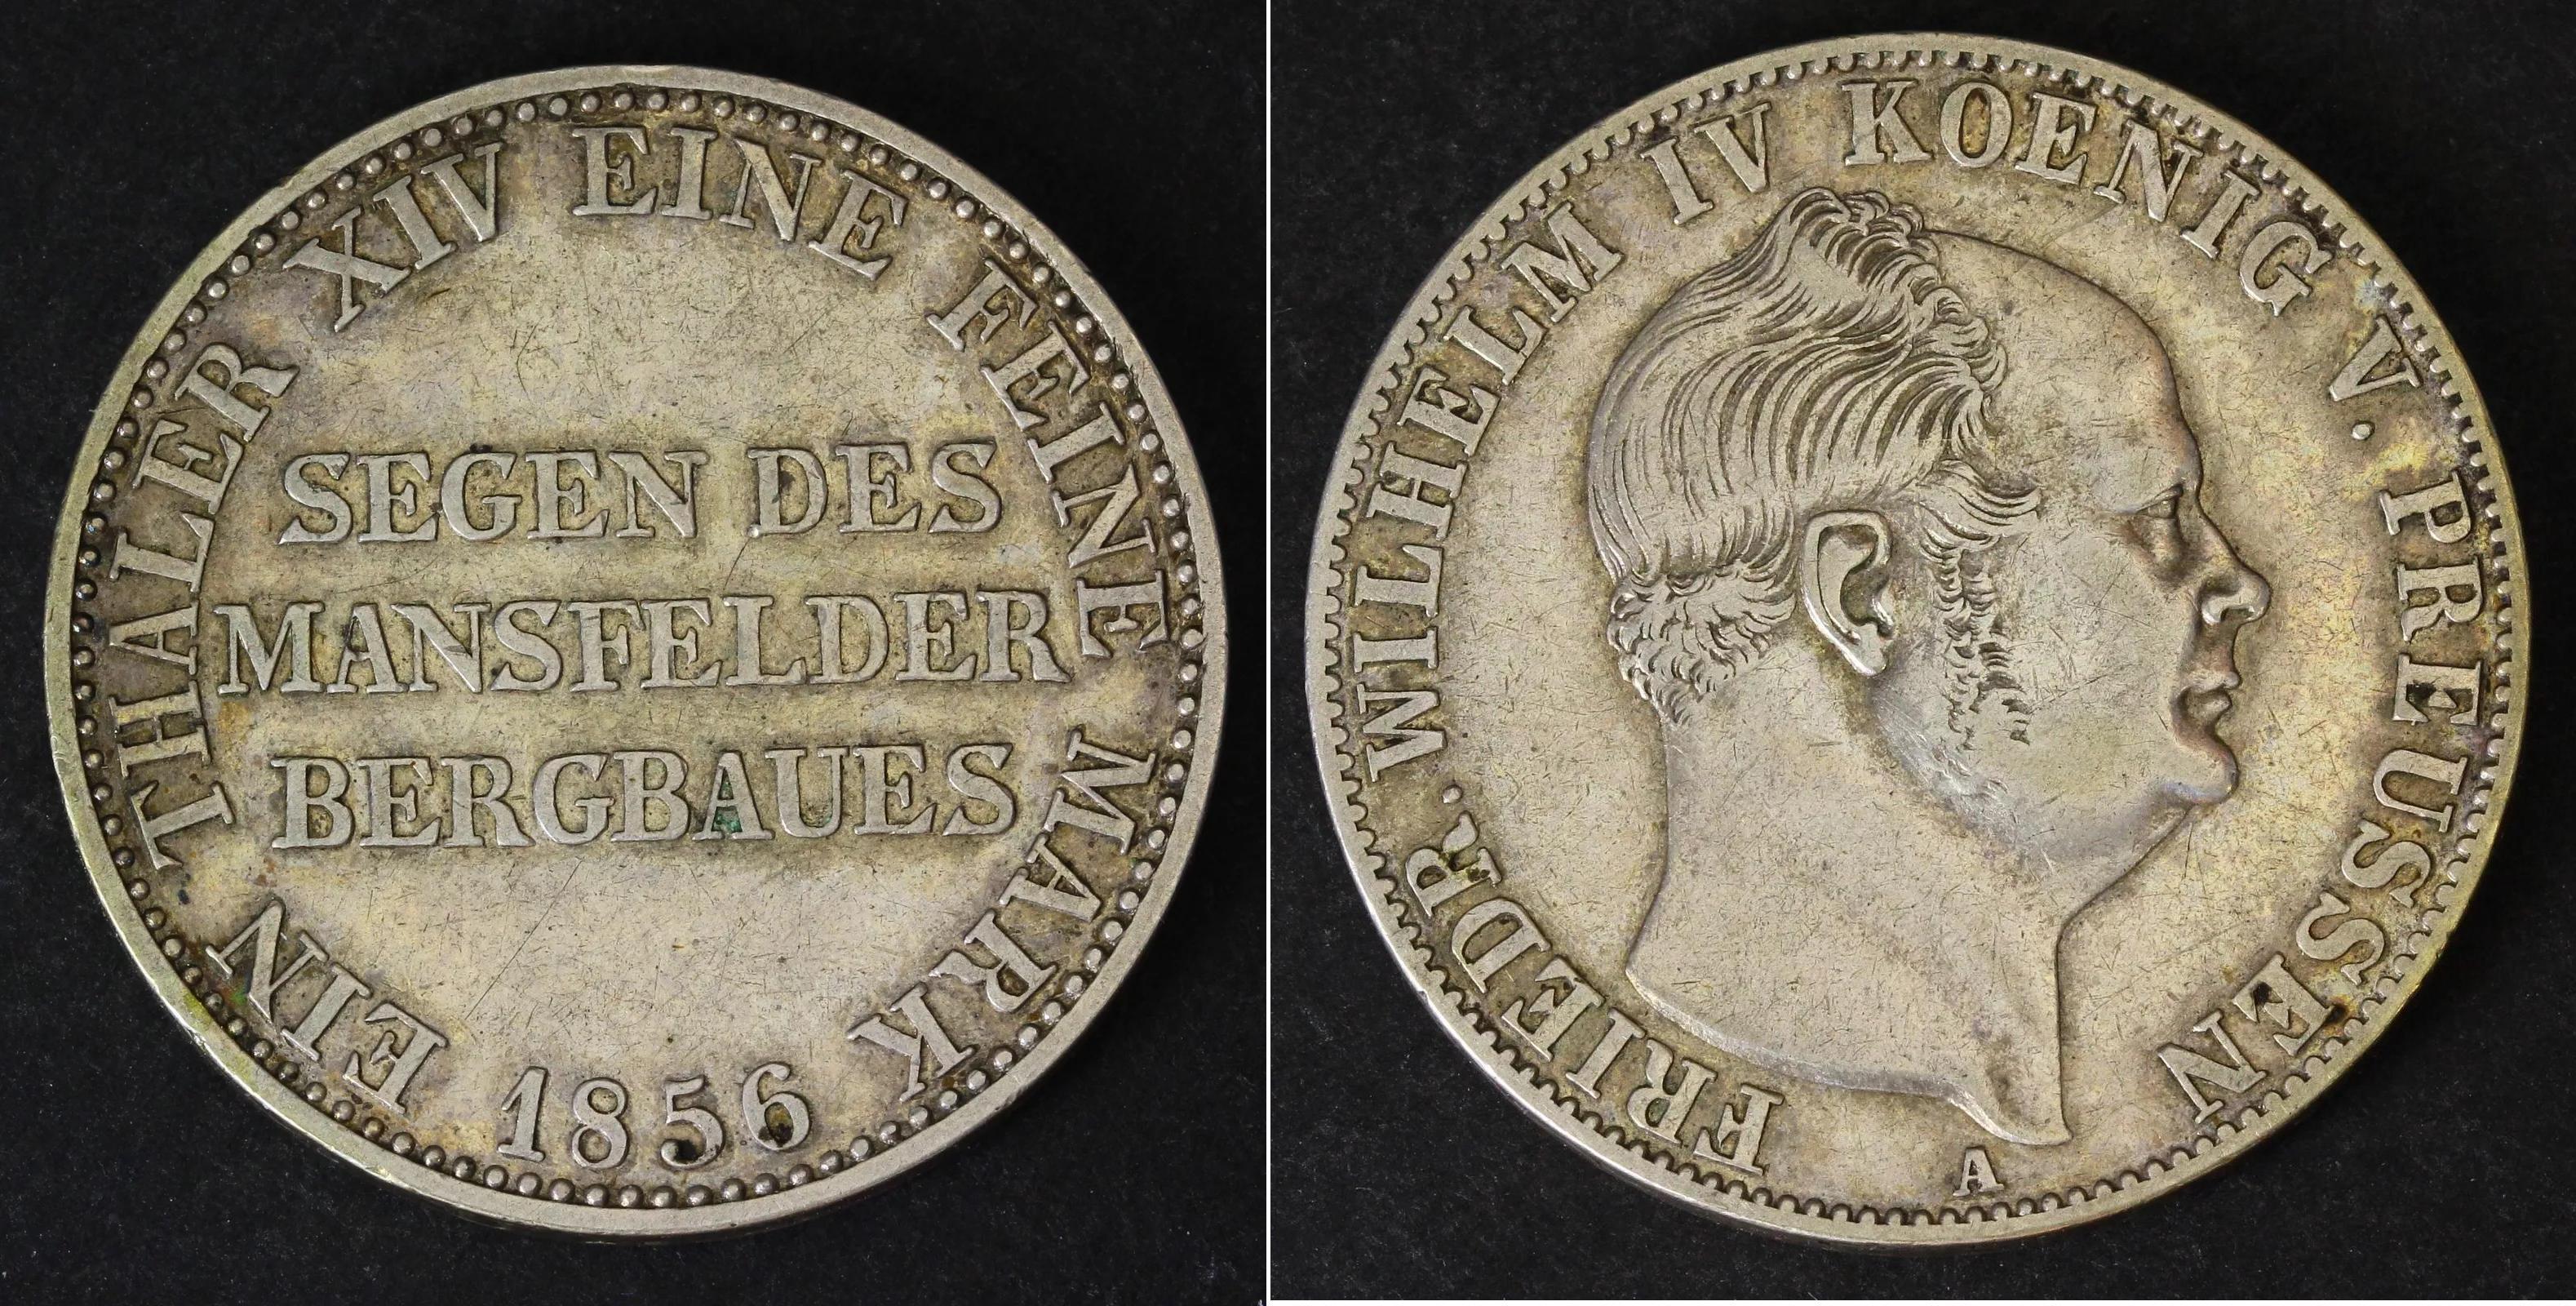 EIN THALER XIV EINE FEINE MARK
SEGEN DES
MANSFELDER
BERGBAUES
1856
FRIEDR. WILHELM IV KOENIG V. PREUSSEN
A